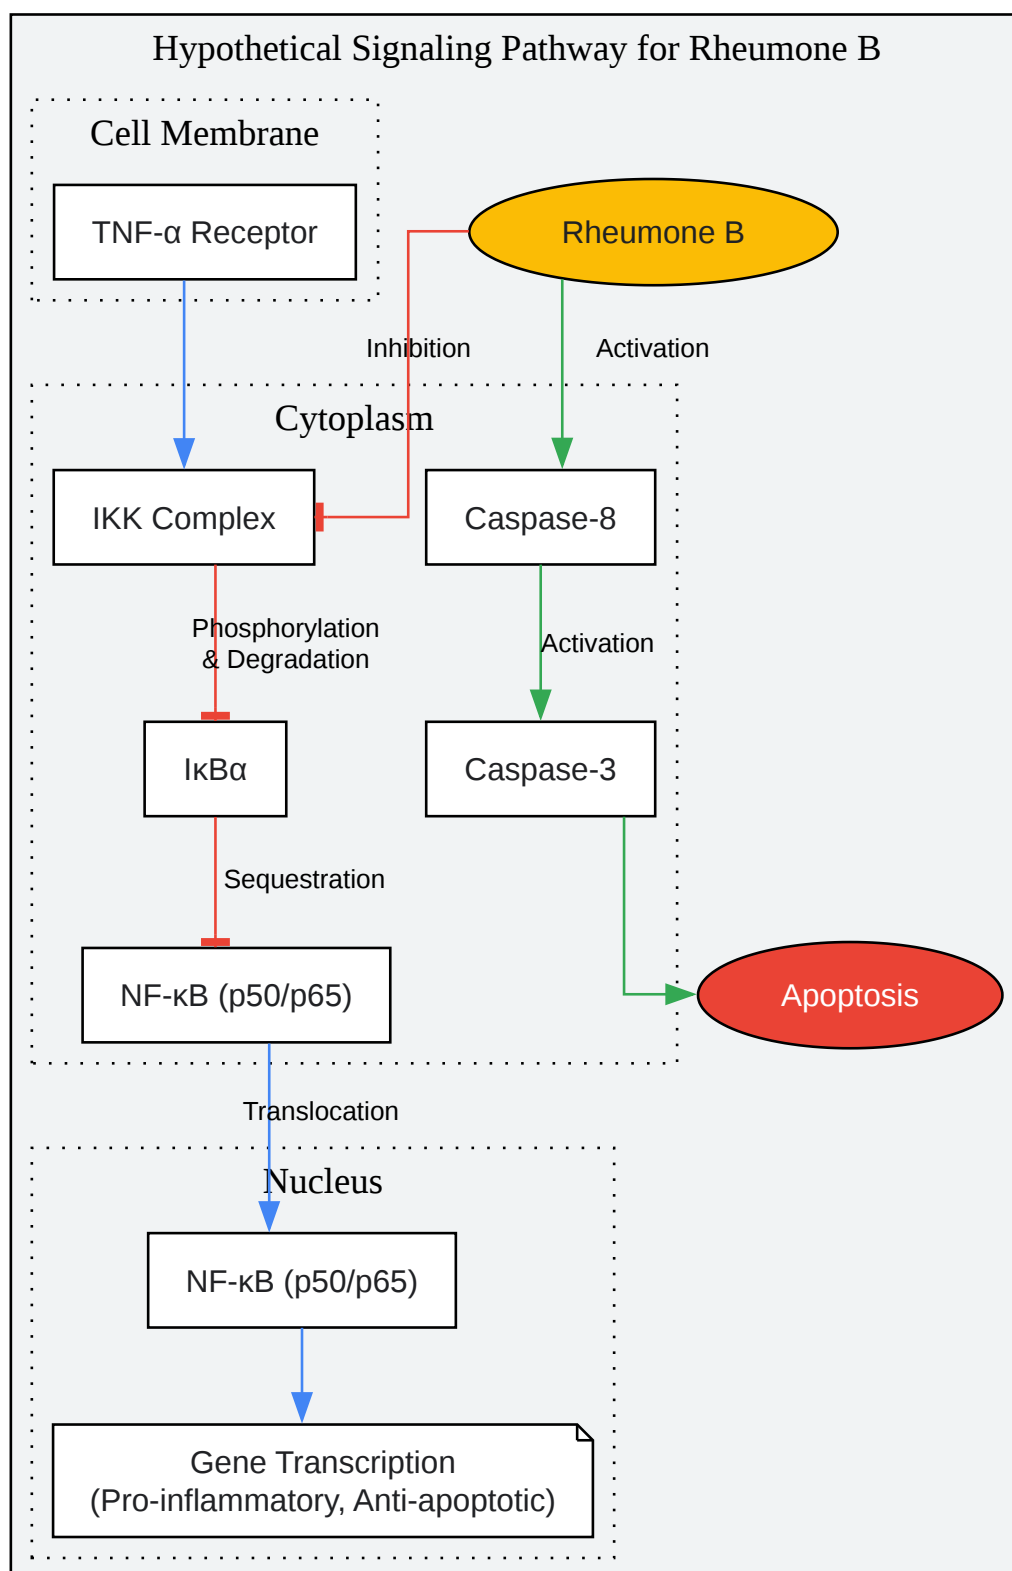 Hypothetical Signaling Pathway for Rheumone B
Cell Membrane
TNF-α Receptor
Rheumone B
Inhibition
Activation
Cytoplasm
IKK Complex
Caspase-8
Phosphorylation
& Degradation
Activation
IκBα
Caspase-3
Sequestration
NF-κB (p50/p65)
Apoptosis
Translocation
Nucleus
NF-κB (p50/p65)
Gene Transcription
(Pro-inflammatory, Anti-apoptotic)